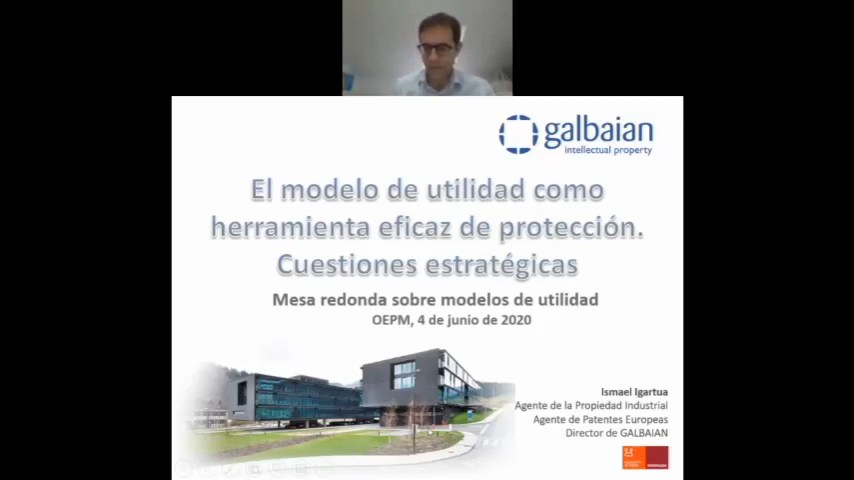 galbaian
intellectual property
El modelo de utilidad como
herramienta eficaz de protección.
Cuestiones estratégicas
Mesa redonda sobre modelos de utilidad
OEPM, 4 de junio de 2020
Ismael Igartua
Agente de la Propiedad Industrial
Agente de Patentes Europeas
Director de GALBAIAN